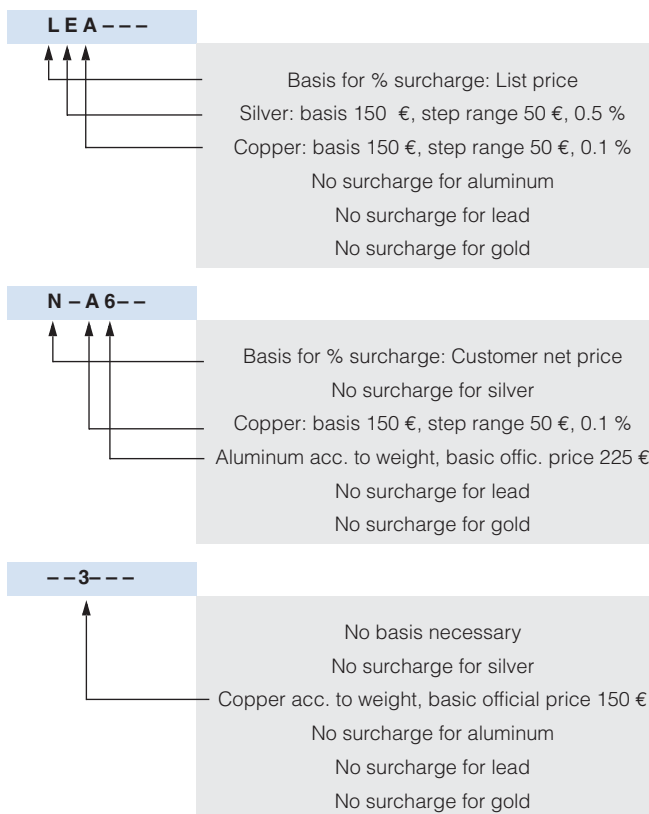 L E A – – –
Basis for % surcharge: List price
Silver: basis 150 €, step range 50 €, 0.5 %
Copper: basis 150 €, step range 50 €, 0.1 %
No surcharge for aluminum
No surcharge for lead
No surcharge for gold
N – A 6 – –
Basis for % surcharge: Customer net price
No surcharge for silver
Copper: basis 150 €, step range 50 €, 0.1 %
Aluminum acc. to weight, basic offic. price 225 €
No surcharge for lead
No surcharge for gold
– – 3 – – –
No basis necessary
No surcharge for silver
Copper acc. to weight, basic official price 150 €
No surcharge for aluminum
No surcharge for lead
No surcharge for gold